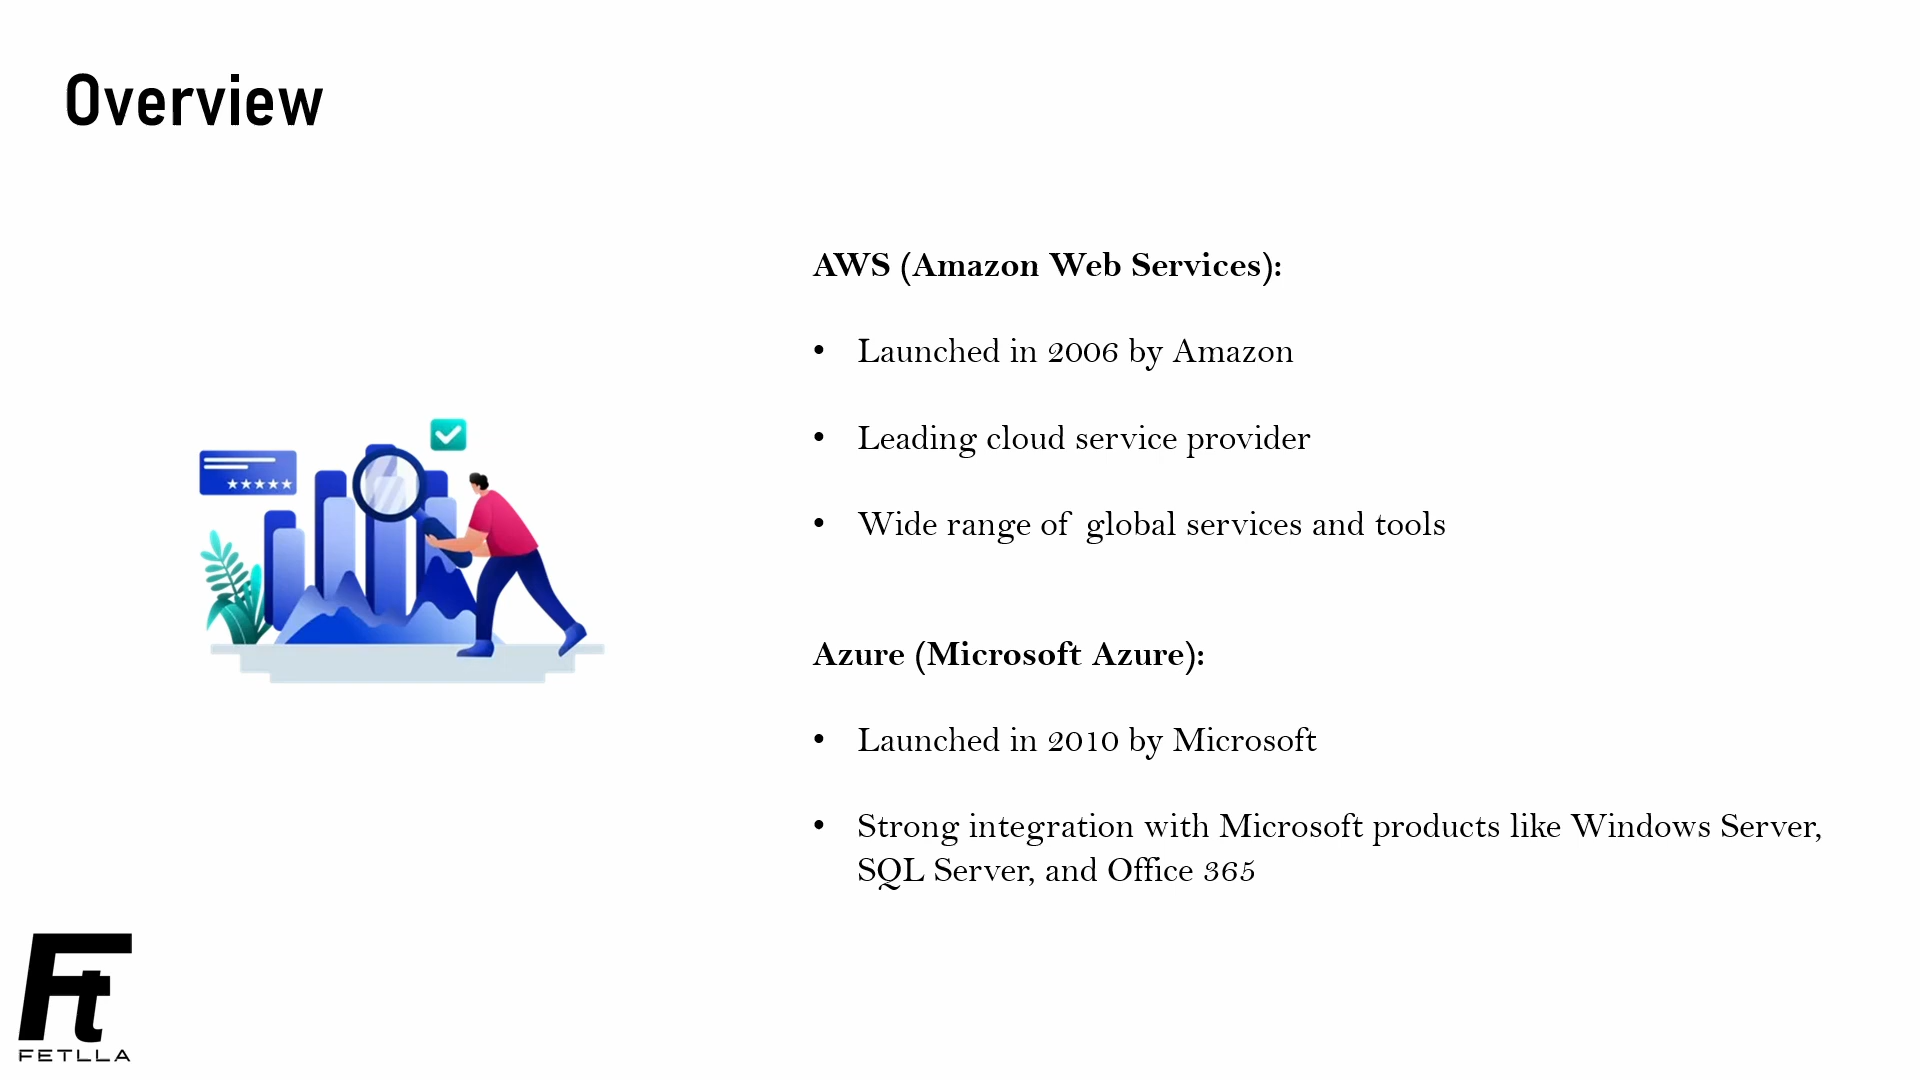 Overview
AWS (Amazon Web Services):
• Launched in 2006 by Amazon
• Leading cloud service provider
• Wide range of global services and tools
Azure (Microsoft Azure):
• Launched in 2010 by Microsoft
• Strong integration with Microsoft products like Windows Server,
SQL Server, and Office 365
Ft
FETLLA